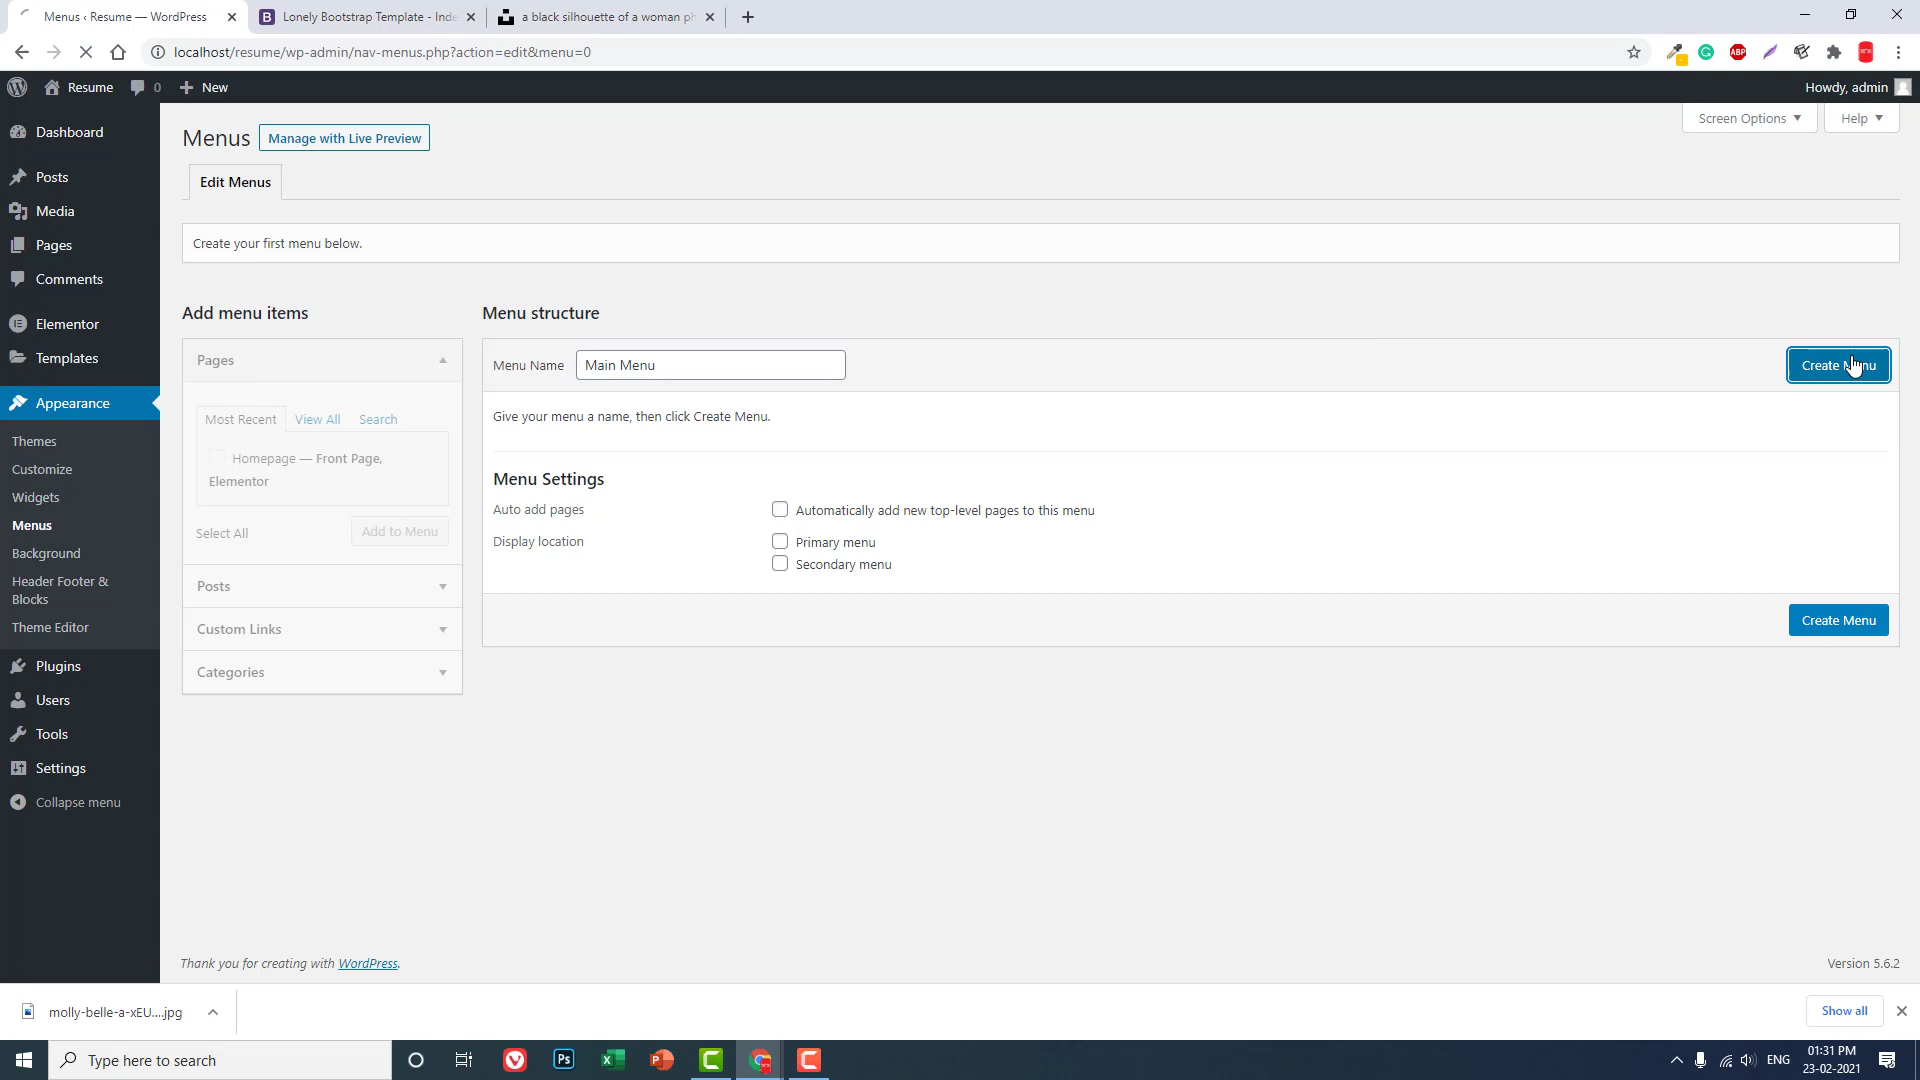 Menus ‹ Resume — WordPress
Lonely Bootstrap Template - Inde
a black silhouette of a woman ph
localhost/resume/wp-admin/nav-menus.php?action=edit&menu=0
ABP
Resume
0
New
Howdy, admin
Dashboard
Posts
Media
Pages
Comments
Elementor
Templates
Appearance
Themes
Customize
Widgets
Menus
Background
Header Footer &
Blocks
Theme Editor
Plugins
Users
Tools
Settings
Collapse menu
Screen Options
Help
Menus
Manage with Live Preview
Edit Menus
Create your first menu below.
Add menu items
Pages
Most Recent
View All
Search
Homepage — Front Page,
Elementor
Select All
Add to Menu
Posts
Custom Links
Categories
Menu structure
Menu Name
Main Menu
Create Menu
Give your menu a name, then click Create Menu.
Menu Settings
Auto add pages
Automatically add new top-level pages to this menu
Display location
Primary menu
Secondary menu
Create Menu
Thank you for creating with WordPress.
Version 5.6.2
molly-belle-a-xEU....jpg
Show all
Type here to search
Ps
ENG
01:31 PM
23-02-2021